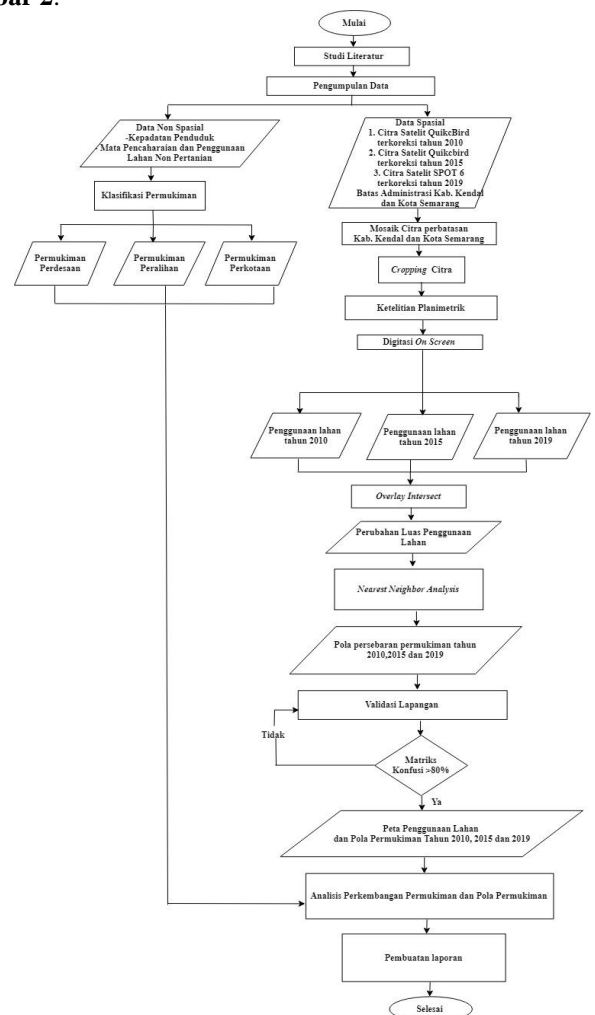 bar 2.
Mulai
Studi Literatur
Pengumpulan Data
Data Non Spasial
-Kepadatan Penduduk
- Mata Pencaharaian dan Penggunaan
Lahan Non Pertanian
Klasifikasi Permukiman
Permukiman
Perdesaan
Permukiman
Peralihan
Permukiman
Perkotaan
Data Spasial
1. Citra Satelit QuikcBird
terkoreksi tahun 2010
2. Citra Satelit Quikcbird
terkoreksi tahun 2015
3. Citra Satelit SPOT 6
terkoreksi tahun 2019
Batas Administrasi Kab. Kendal
dan Kota Semarang
Mosaik Citra perbatasan
Kab. Kendal dan Kota Semarang
Cropping Citra
Ketelitian Planimetrik
Digitasi On Screen
Penggunaan lahan
tahun 2010
Penggunaan lahan
tahun 2015
Penggunaan lahan
tahun 2019
Overlay Intersect
Perubahan Luas Penggunaan
Lahan
Nearest Neighbor Analysis
Pola persebaran permukiman tahun
2010,2015 dan 2019
Validasi Lapangan
Tidak
Matriks
Konfusi >80%
Ya
Peta Penggunaan Lahan
dan Pola Permukiman Tahun 2010, 2015 dan 2019
Analisis Perkembangan Permukiman dan Pola Permukiman
Pembuatan laporan
Selesai